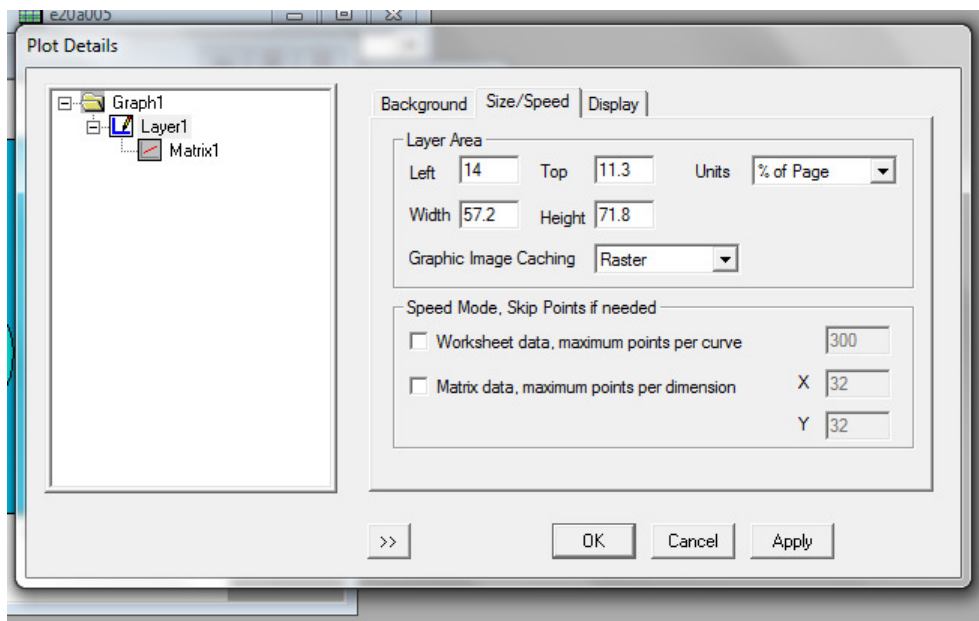 e20a005
Plot Details
Graph1
Layer1
Matrix1
Background Size/Speed Display
Layer Area
Left 14 Top 11.3 Units % of Page
Width 57.2 Height 71.8
Graphic Image Caching Raster
Speed Mode, Skip Points if needed
Worksheet data, maximum points per curve 300
Matrix data, maximum points per dimension X 32
Y 32
>> OK Cancel Apply